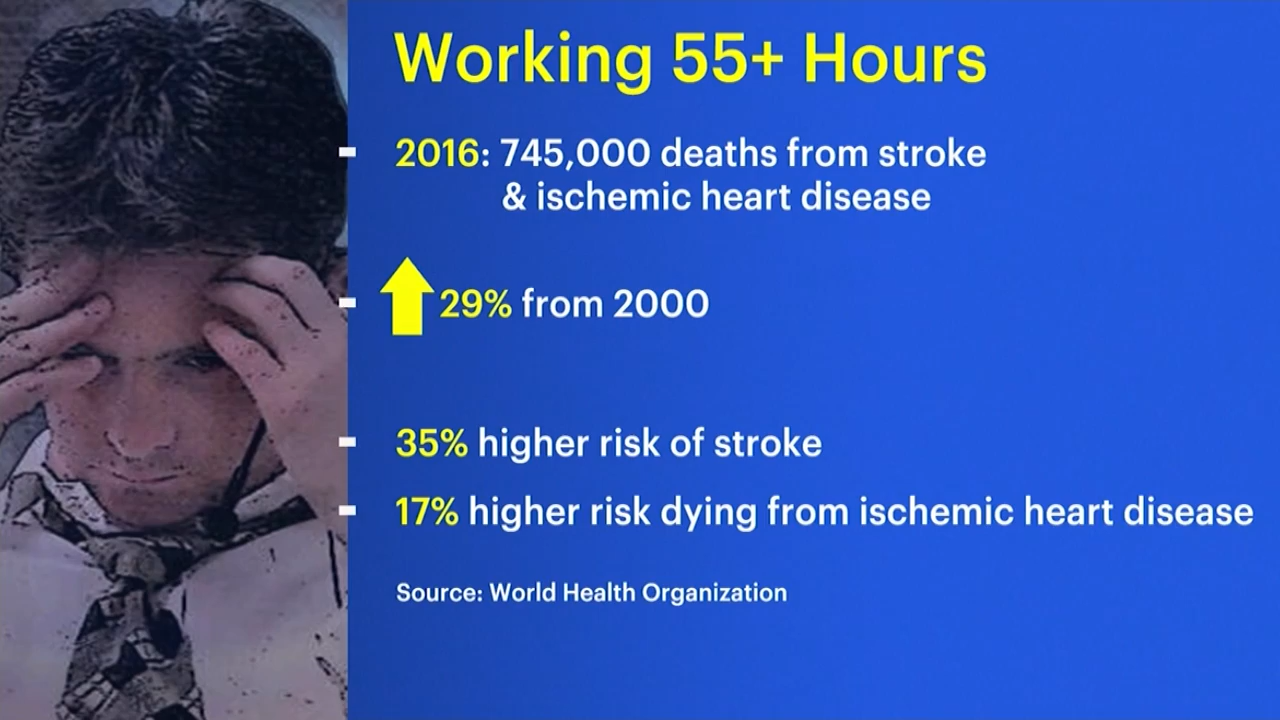 Working 55+ Hours
2016: 745,000 deaths from stroke
& ischemic heart disease
29% from 2000
35% higher risk of stroke
17% higher risk dying from ischemic heart disease
Source: World Health Organization